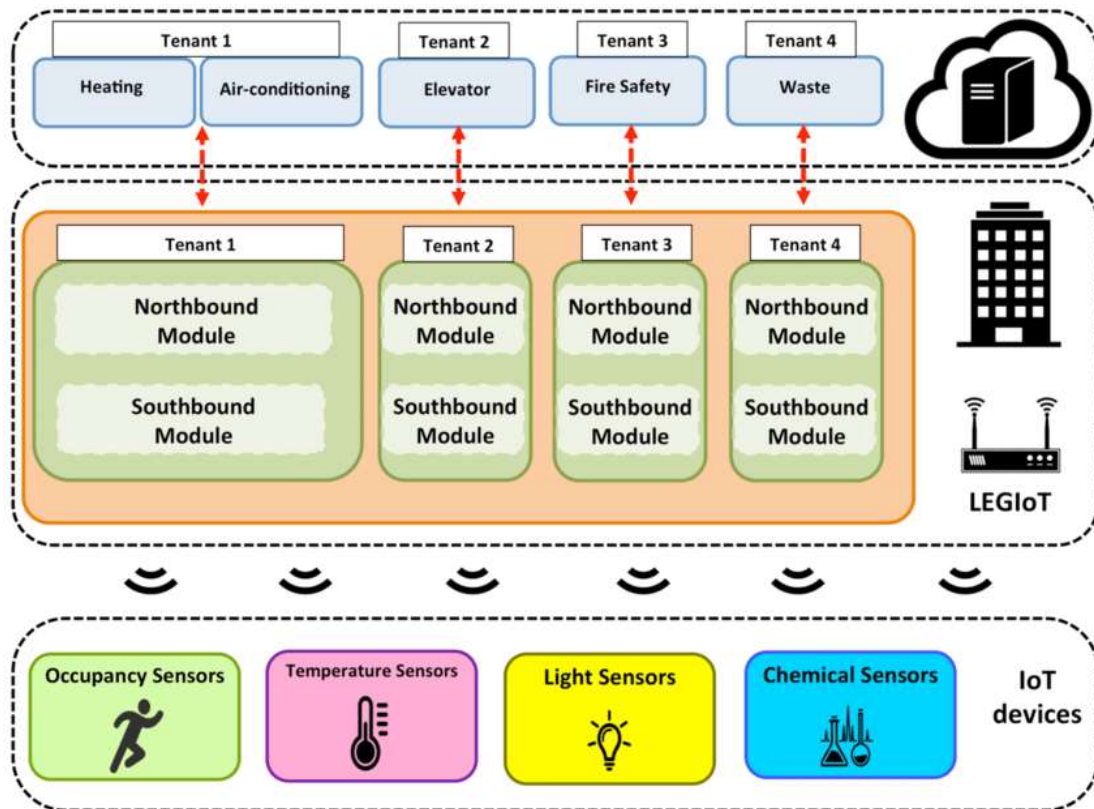 Tenant 1
Tenant 2
Tenant 3
Tenant 4
Heating
Air-conditioning
Elevator
Fire Safety
Waste
Tenant 1
Tenant 2
Tenant 3
Tenant 4
Northbound
Module
Northbound
Module
Northbound
Module
Northbound
Module
Southbound
Module
Southbound
Module
Southbound
Module
Southbound
Module
LEGIoT
Occupancy Sensors
Temperature Sensors
Light Sensors
Chemical Sensors
IoT
devices